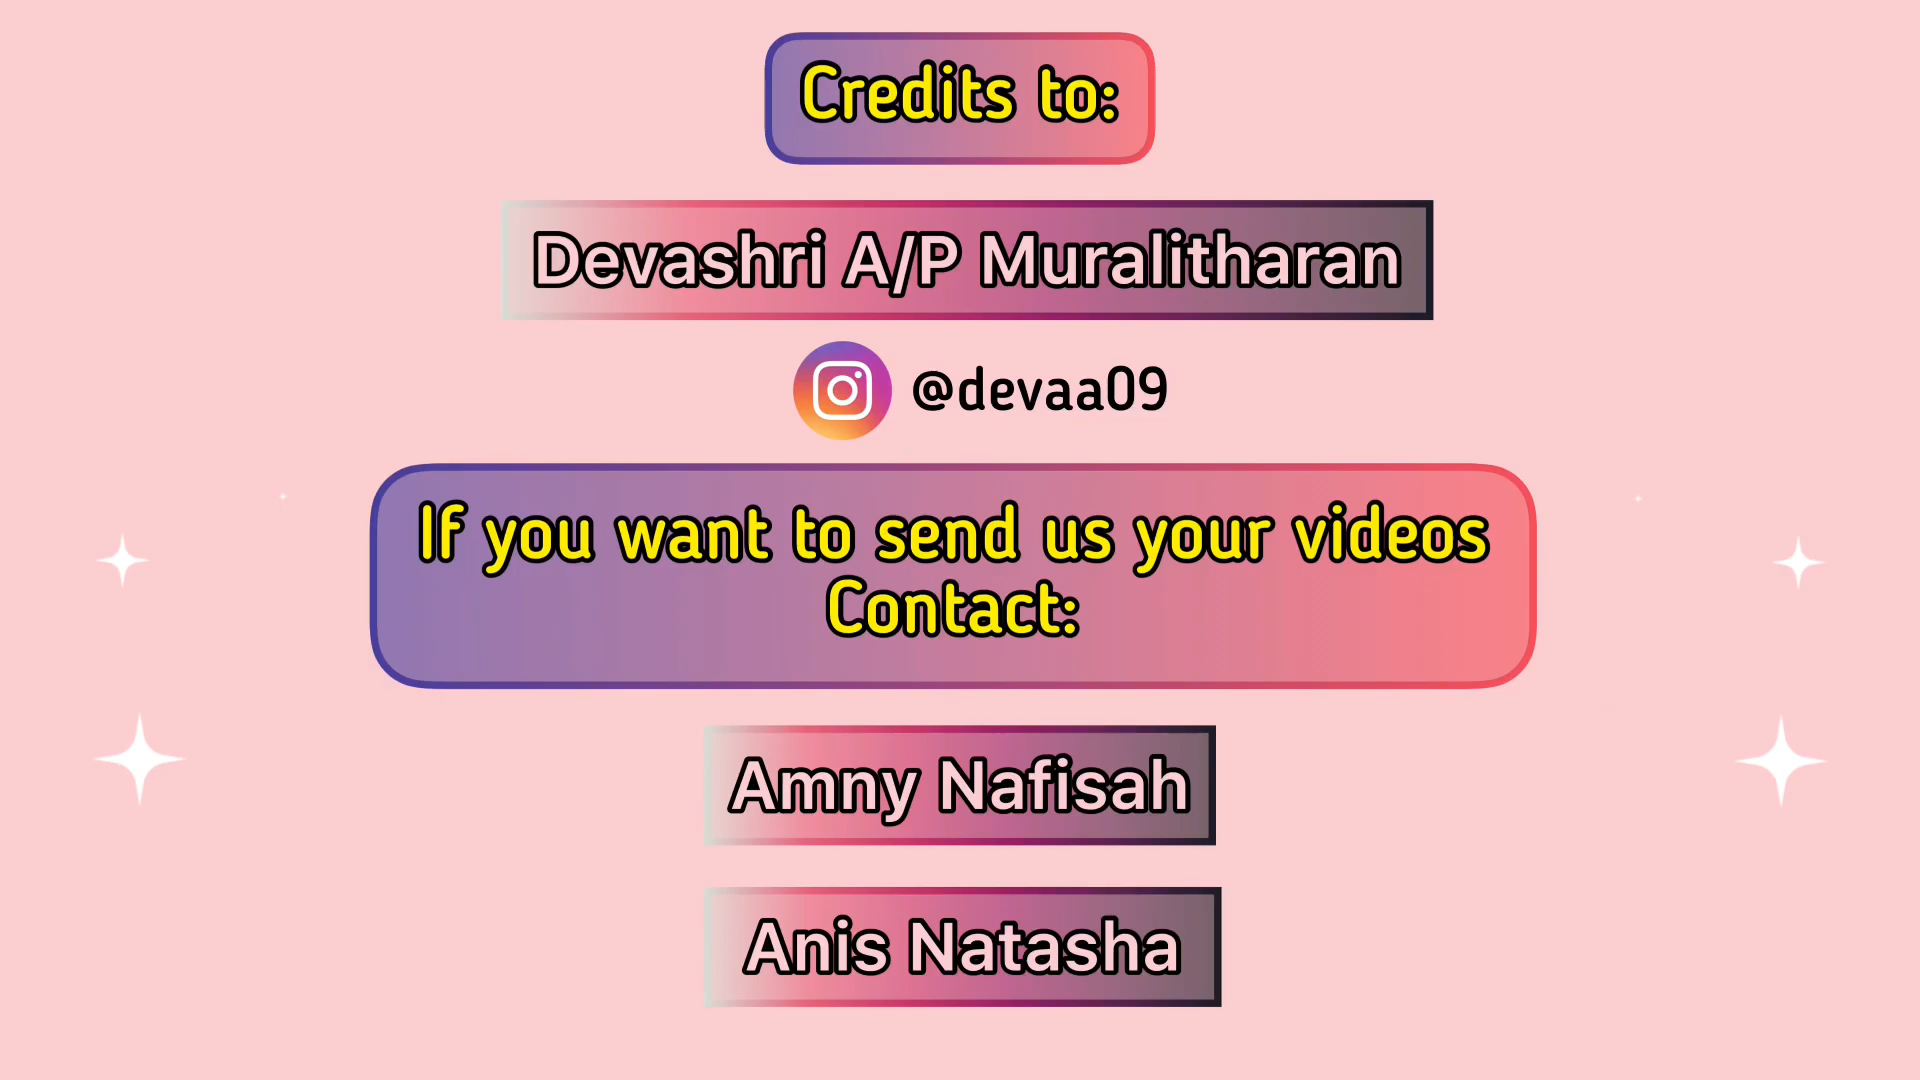 Credits to:
Devashri A/P Muralitharan
@devaa09
If you want to send us your videos
Contact:
Amny Nafisah
Anis Natasha